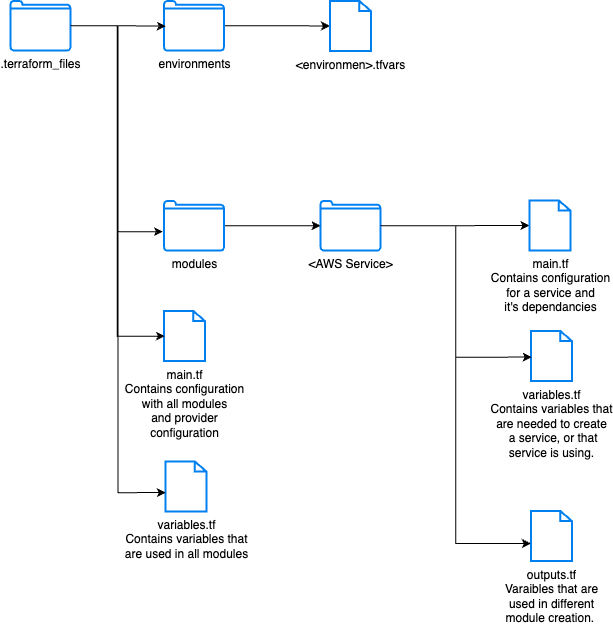 .terraform_files
environments
<environmen>.tfvars
modules
<AWS Service>
main.tf
Contains configuration
for a service and
it's dependancies
main.tf
Contains configuration
with all modules
and provider
configuration
variables.tf
Contains variables that
are needed to create
a service, or that
service is using.
variables.tf
Contains variables that
are used in all modules
outputs.tf
Varaibles that are
used in different
module creation.